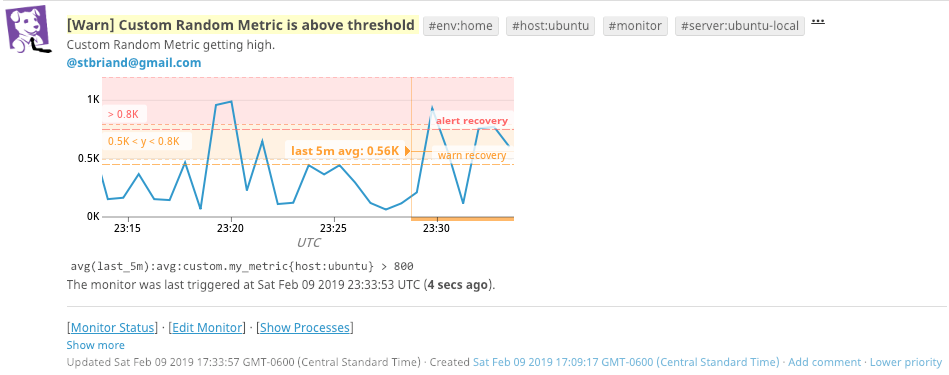 [Warn] Custom Random Metric is above threshold #env:home #host:ubuntu #monitor #server:ubuntu-local ...
Custom Random Metric getting high.
@stbriand@gmail.com
1K
> 0.8K
alert recovery
0.5K < y < 0.8K
last 5m avg: 0.56K
warn recovery
0.5K
0K
23:15 23:20 23:25 23:30
UTC
avg(last_5m):avg:custom.my_metric{host:ubuntu} > 800
The monitor was last triggered at Sat Feb 09 2019 23:33:53 UTC (4 secs ago).
[Monitor Status] · [Edit Monitor] · [Show Processes]
Show more
Updated Sat Feb 09 2019 17:33:57 GMT-0600 (Central Standard Time) · Created Sat Feb 09 2019 17:09:17 GMT-0600 (Central Standard Time) · Add comment · Lower priority